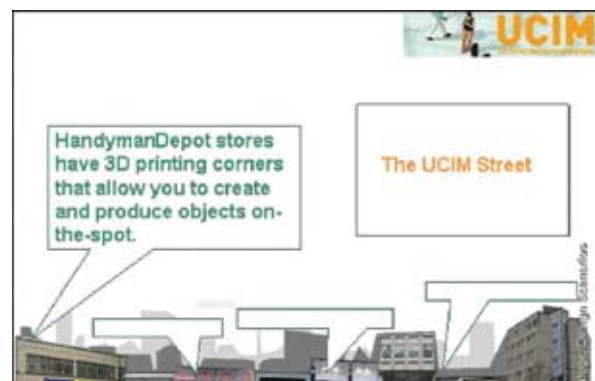 UCIM
HandymanDepot stores
have 3D printing corners
that allow you to create
and produce objects on-
the-spot.
The UCIM Street